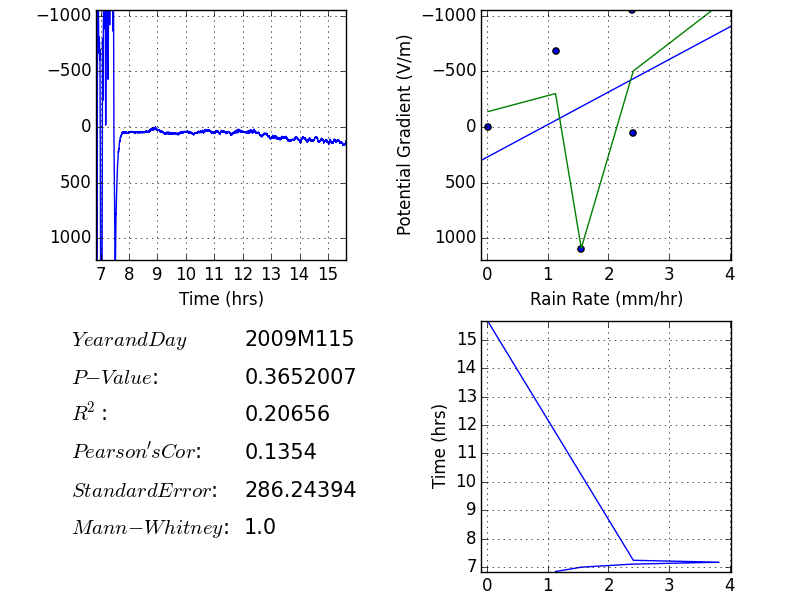 −1000
−500
0
500
1000
7 8 9 10 11 12 13 14 15
Time (hrs)
Potential Gradient (V/m)
−1000
−500
0
500
1000
0 1 2 3 4
Rain Rate (mm/hr)
YearandDay 2009M115
P−Value: 0.3652007
R²: 0.20656
Pearson'sCor: 0.1354
StandardError: 286.24394
Mann−Whitney: 1.0
Time (hrs)
15
14
13
12
11
10
9
8
7
0 1 2 3 4